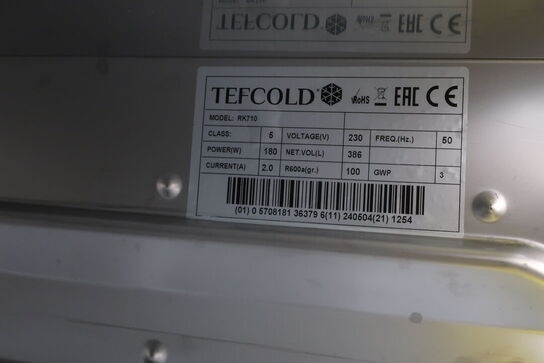 TEFCOLD RoHS EAC CE
MODEL: RK710
CLASS: 5 VOLTAGE(V) 230 FREQ.(Hz.) 50
POWER(W) 180 NET.VOL(L) 386
CURRENT(A) 2.0 R600a(gr.) 100 GWP 3
(01) 0 5708181 36379 6(11) 240504(21) 1254